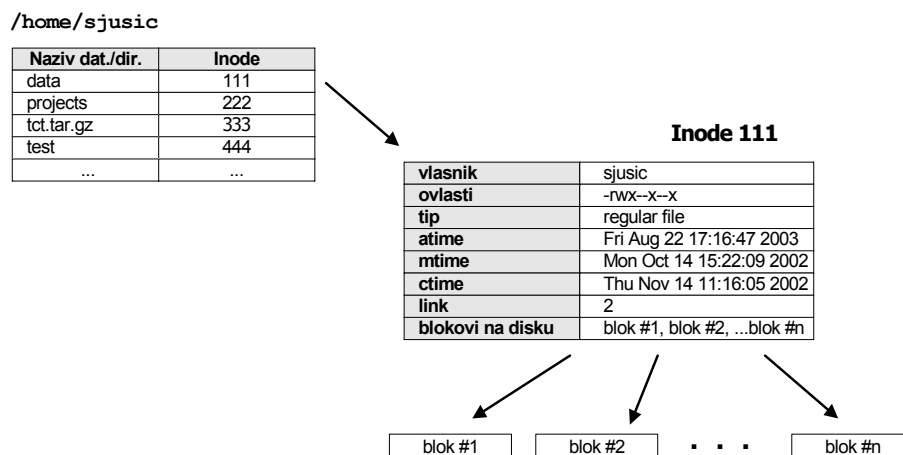 /home/sjusic
Naziv dat./dir. Inode
data 111
projects 222
tct.tar.gz 333
test 444
... ...
Inode 111
vlasnik sjusic
ovlasti -rwx--x--x
tip regular file
atime Fri Aug 22 17:16:47 2003
mtime Mon Oct 14 15:22:09 2002
ctime Thu Nov 14 11:16:05 2002
link 2
blokovi na disku blok #1, blok #2, ...blok #n
blok #1 blok #2 . . . blok #n